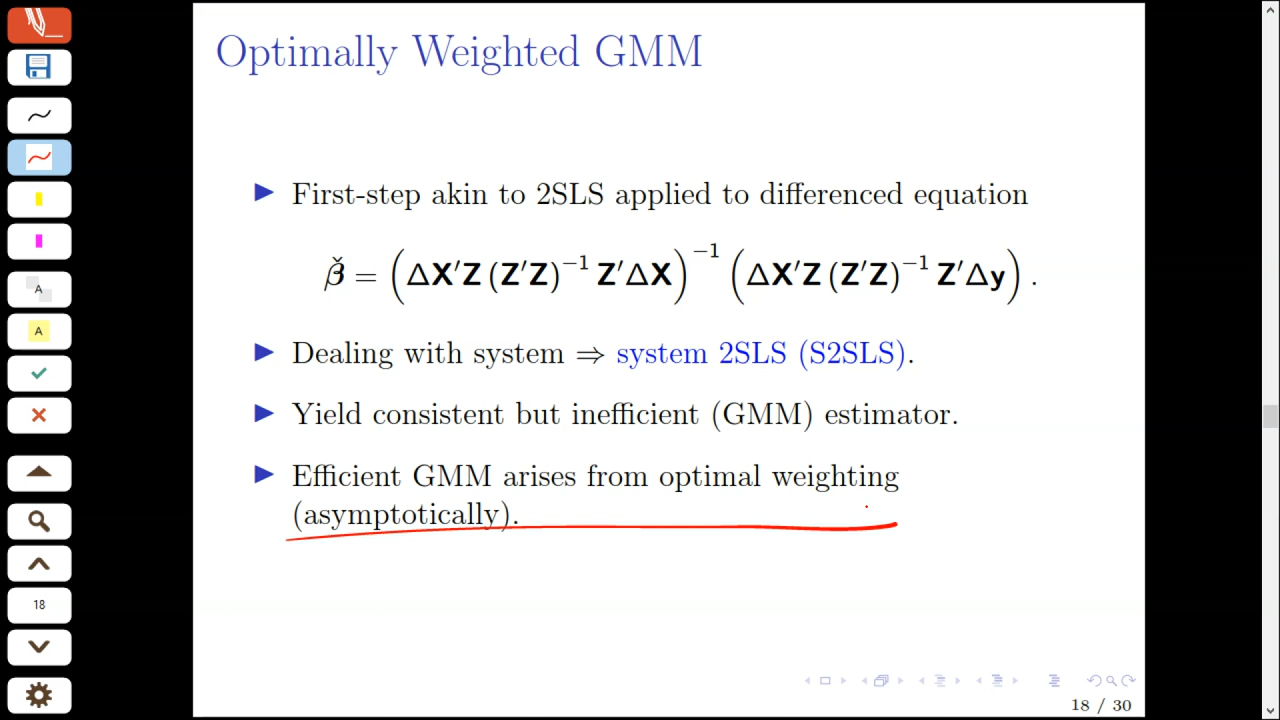 Optimally Weighted GMM
▶ First-step akin to 2SLS applied to differenced equation
β̌ = (ΔX′Z (Z′Z)⁻¹ Z′ΔX)⁻¹ (ΔX′Z (Z′Z)⁻¹ Z′Δy) .
▶ Dealing with system ⇒ system 2SLS (S2SLS).
▶ Yield consistent but inefficient (GMM) estimator.
▶ Efficient GMM arises from optimal weighting
(asymptotically).
A
A
18
18 / 30